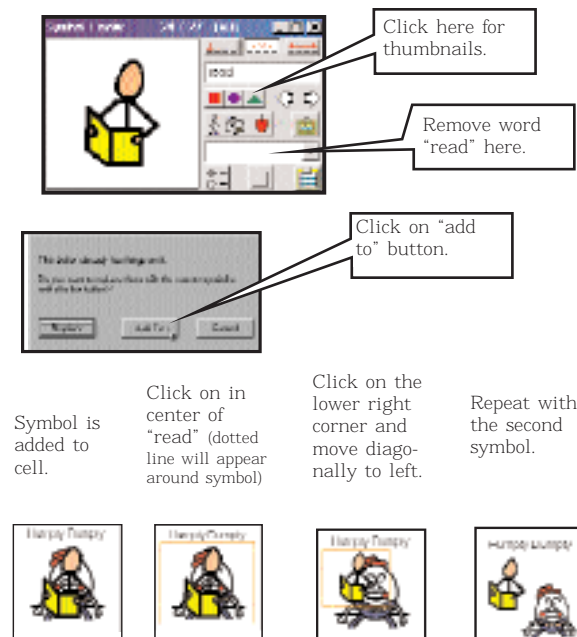 Click here for
thumbnails.
read
Remove word
“read” here.
Click on “add
to” button.
Symbol is
added to
cell.
Click on in
center of
“read” (dotted
line will appear
around symbol)
Click on the
lower right
corner and
move diago-
nally to left.
Repeat with
the second
symbol.
Replace
Add To
Cancel
Humpty Dumpty
Humpty Dumpty
Humpty Dumpty
Humpty Dumpty